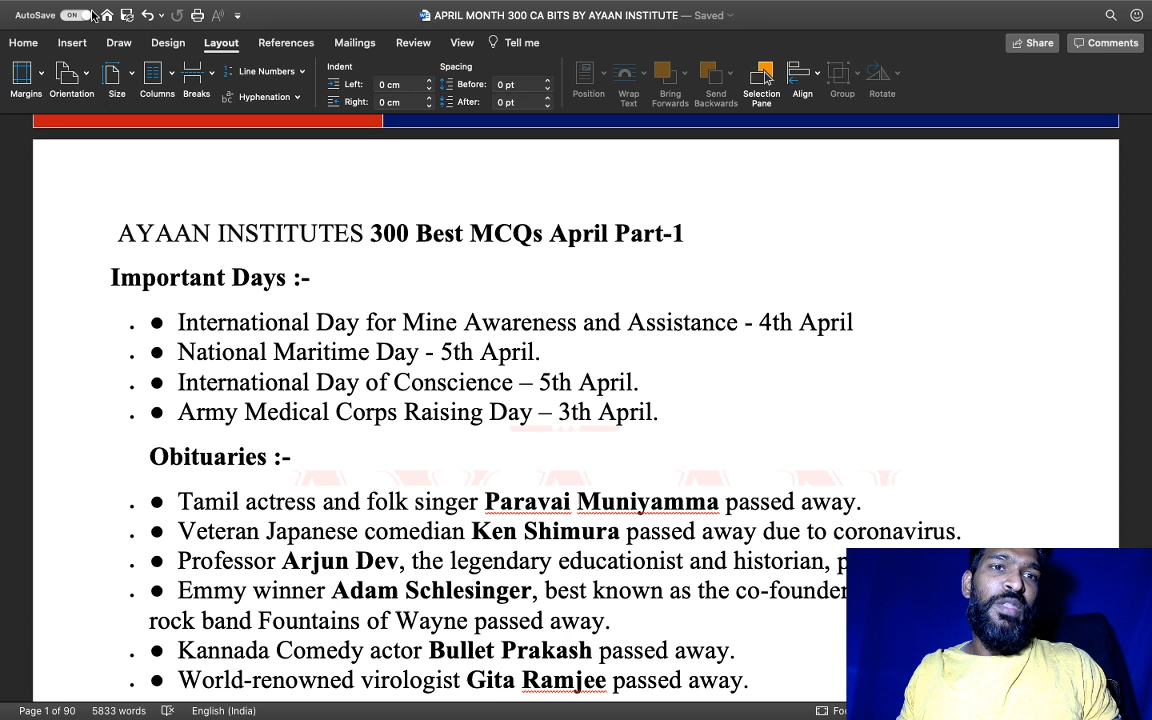 AutoSave ON APRIL MONTH 300 CA BITS BY AYAAN INSTITUTE — Saved
Home Insert Draw Design Layout References Mailings Review View Tell me Share Comments
Margins Orientation Size Columns Breaks Line Numbers Hyphenation
Indent Spacing
Left: 0 cm Before: 0 pt
Right: 0 cm After: 0 pt
Position Wrap Text Bring Forwards Send Backwards Selection Pane Align Group Rotate
AYAAN INSTITUTES 300 Best MCQs April Part-1
Important Days :-
● International Day for Mine Awareness and Assistance - 4th April
● National Maritime Day - 5th April.
● International Day of Conscience – 5th April.
● Army Medical Corps Raising Day – 3th April.
Obituaries :-
● Tamil actress and folk singer Paravai Muniyamma passed away.
● Veteran Japanese comedian Ken Shimura passed away due to coronavirus.
● Professor Arjun Dev, the legendary educationist and historian,
● Emmy winner Adam Schlesinger, best known as the co-founder
rock band Fountains of Wayne passed away.
● Kannada Comedy actor Bullet Prakash passed away.
● World-renowned virologist Gita Ramjee passed away.
Page 1 of 90 5833 words English (India)